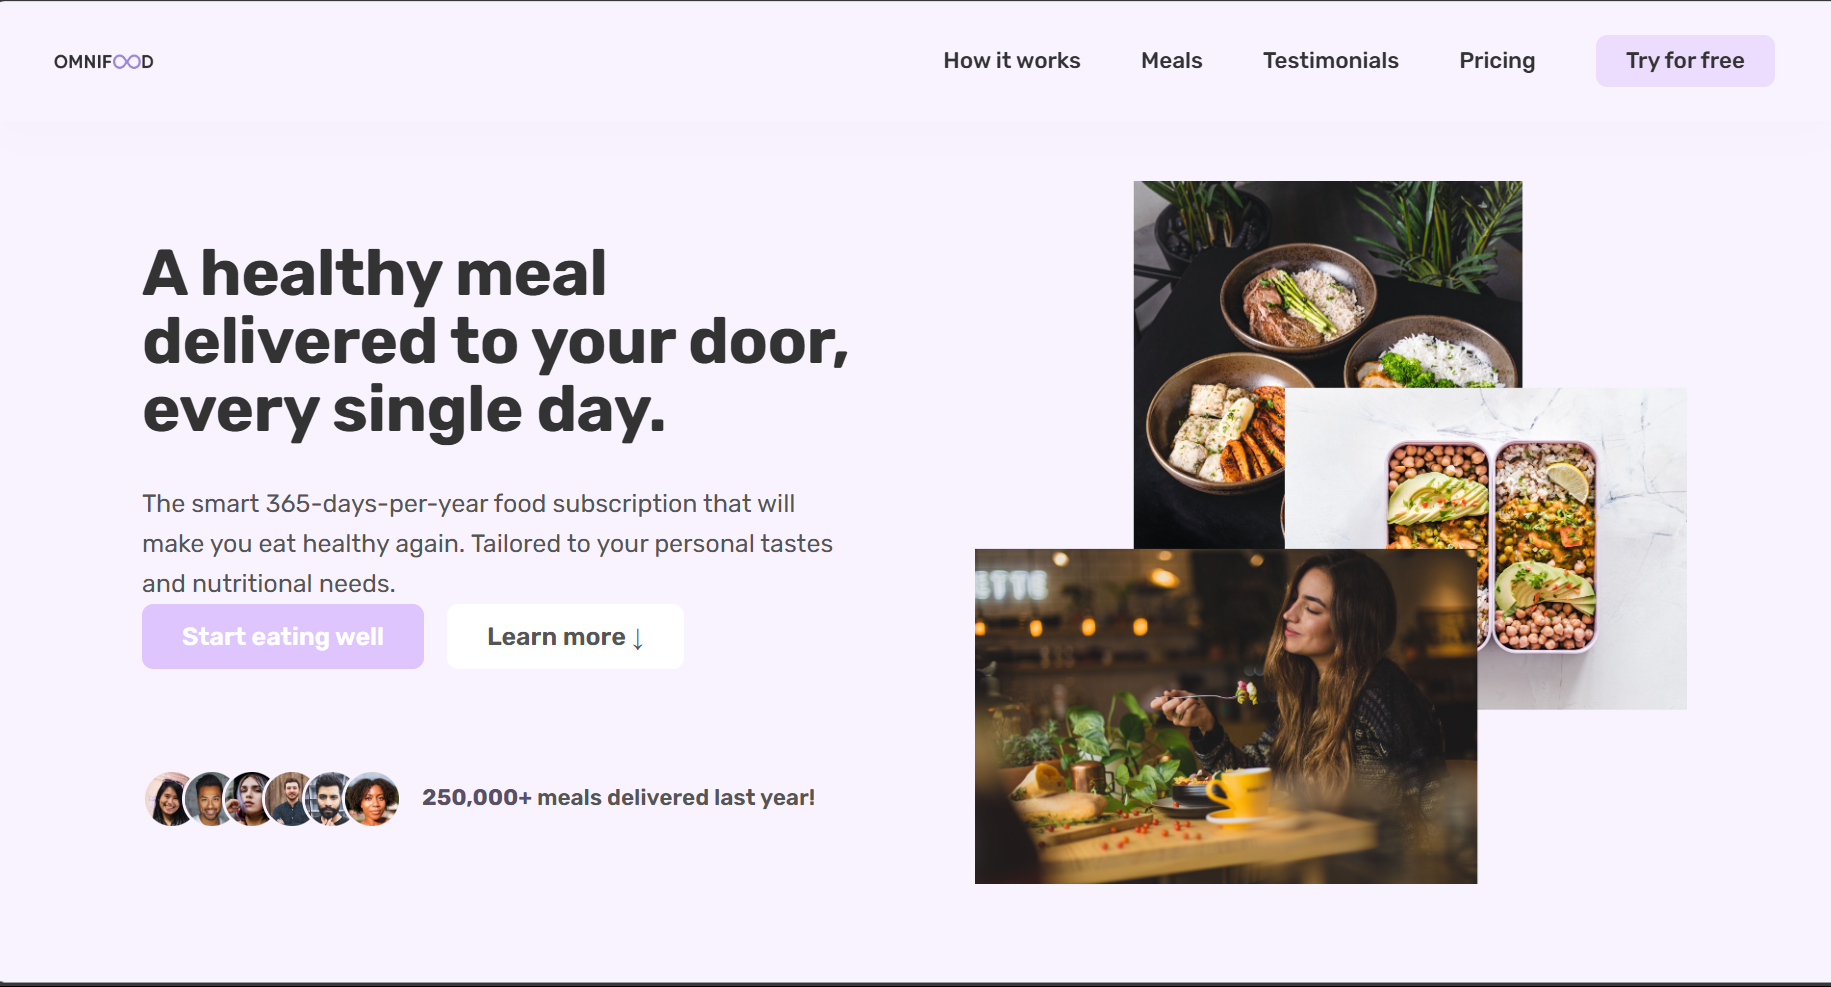 OMNIFOOD
How it works
Meals
Testimonials
Pricing
Try for free
A healthy meal
delivered to your door,
every single day.
The smart 365-days-per-year food subscription that will
make you eat healthy again. Tailored to your personal tastes
and nutritional needs.
Start eating well
Learn more ↓
250,000+ meals delivered last year!
ETTE